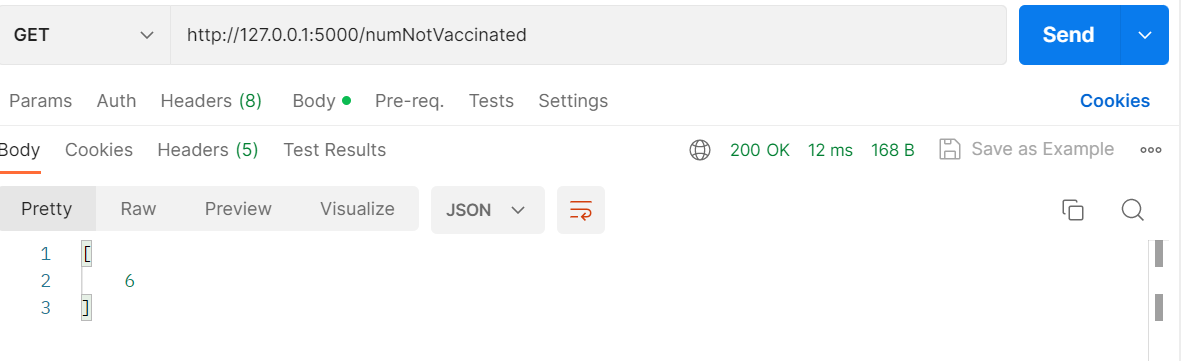 GET http://127.0.0.1:5000/numNotVaccinated Send
Params Auth Headers (8) Body Pre-req. Tests Settings Cookies
Body Cookies Headers (5) Test Results 200 OK 12 ms 168 B Save as Example
Pretty Raw Preview Visualize JSON
1 [
2 6
3 ]